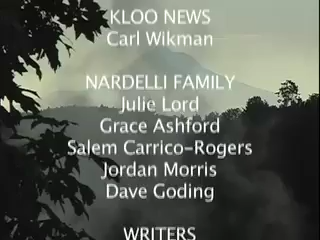 KLOO NEWS
Carl Wikman
NARDELLI FAMILY
Julie Lord
Grace Ashford
Salem Carrico-Rogers
Jordan Morris
Dave Goding
WRITERS